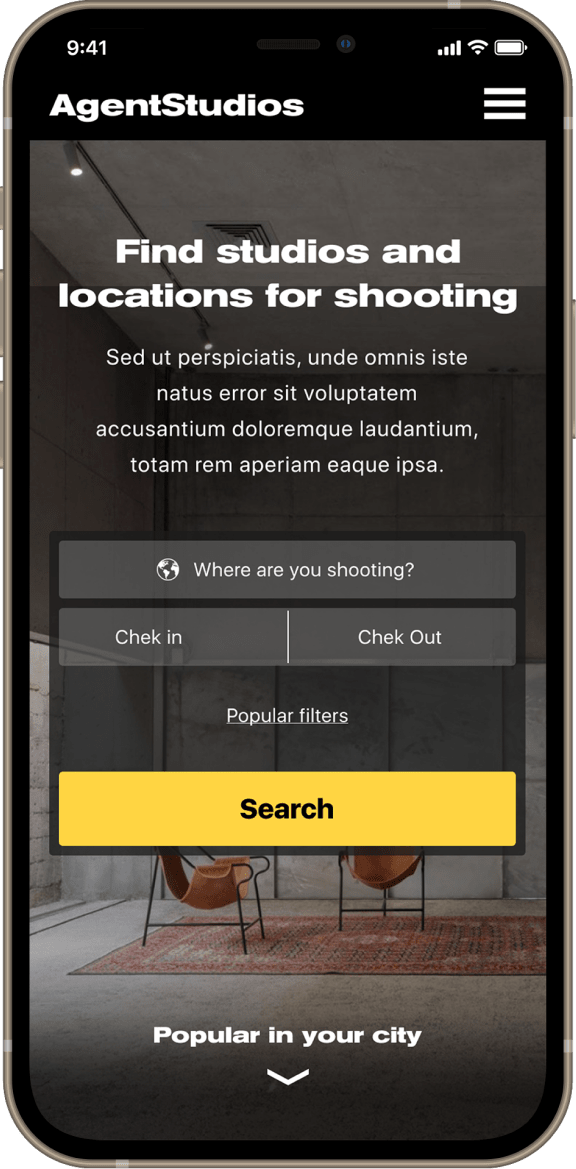 9:41
AgentStudios
Find studios and
locations for shooting
Sed ut perspiciatis, unde omnis iste
natus error sit voluptatem
accusantium doloremque laudantium,
totam rem aperiam eaque ipsa.
Where are you shooting?
Chek in
Chek Out
Popular filters
Search
Popular in your city